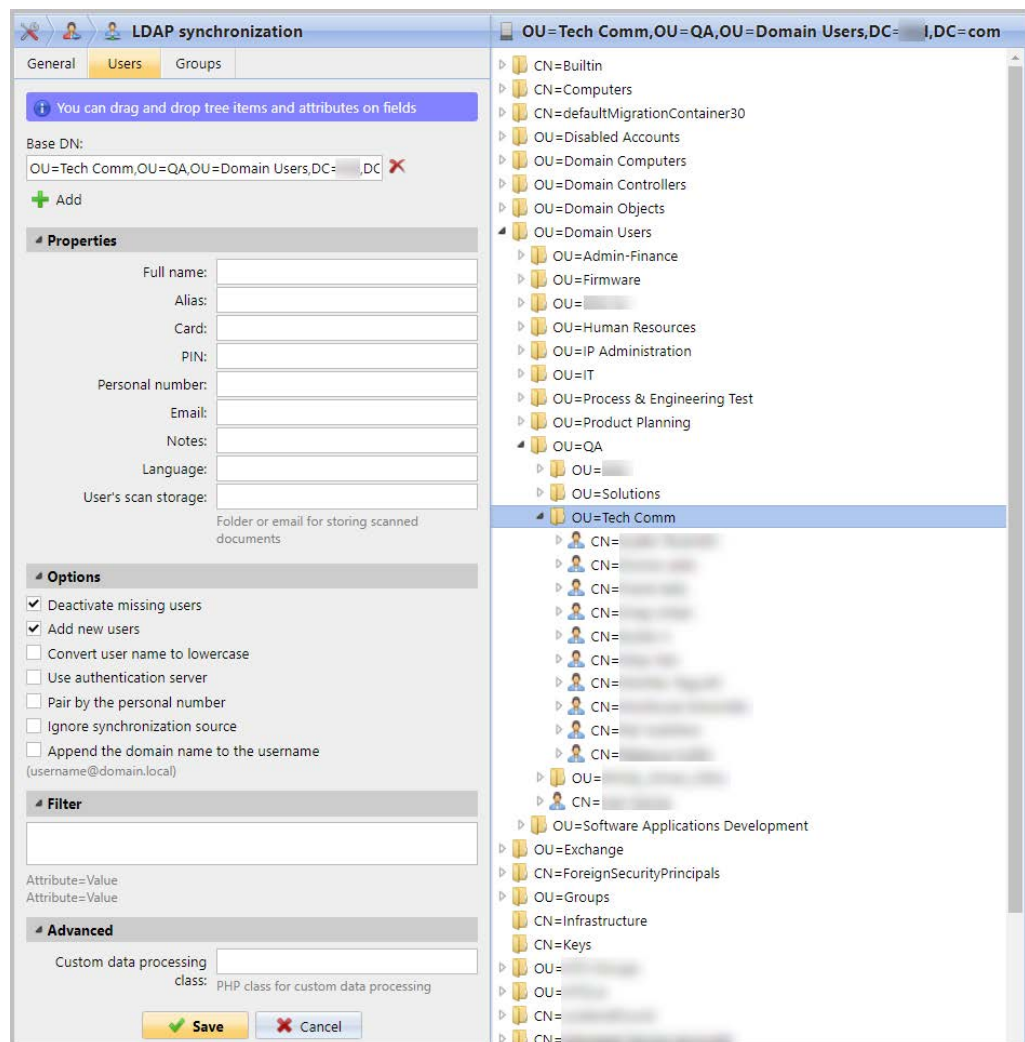 LDAP synchronization
General Users Groups
You can drag and drop tree items and attributes on fields
Base DN:
OU=Tech Comm,OU=QA,OU=Domain Users,DC= ,DC
Add
Properties
Full name:
Alias:
Card:
PIN:
Personal number:
Email:
Notes:
Language:
User's scan storage:
Folder or email for storing scanned
documents
Options
Deactivate missing users
Add new users
Convert user name to lowercase
Use authentication server
Pair by the personal number
Ignore synchronization source
Append the domain name to the username
(username@domain.local)
Filter
Attribute=Value
Attribute=Value
Advanced
Custom data processing
class:
PHP class for custom data processing
Save Cancel
OU=Tech Comm,OU=QA,OU=Domain Users,DC= l,DC=com
CN=Builtin
CN=Computers
CN=defaultMigrationContainer30
OU=Disabled Accounts
OU=Domain Computers
OU=Domain Controllers
OU=Domain Objects
OU=Domain Users
OU=Admin-Finance
OU=Firmware
OU=
OU=Human Resources
OU=IP Administration
OU=IT
OU=Process & Engineering Test
OU=Product Planning
OU=QA
OU=
OU=Solutions
OU=Tech Comm
CN=
CN=
CN=
CN=
CN=
CN=
CN=
CN=
CN=
CN=
OU=
CN=
OU=Software Applications Development
OU=Exchange
CN=ForeignSecurityPrincipals
OU=Groups
CN=Infrastructure
CN=Keys
OU=
OU=
CN=
CN=